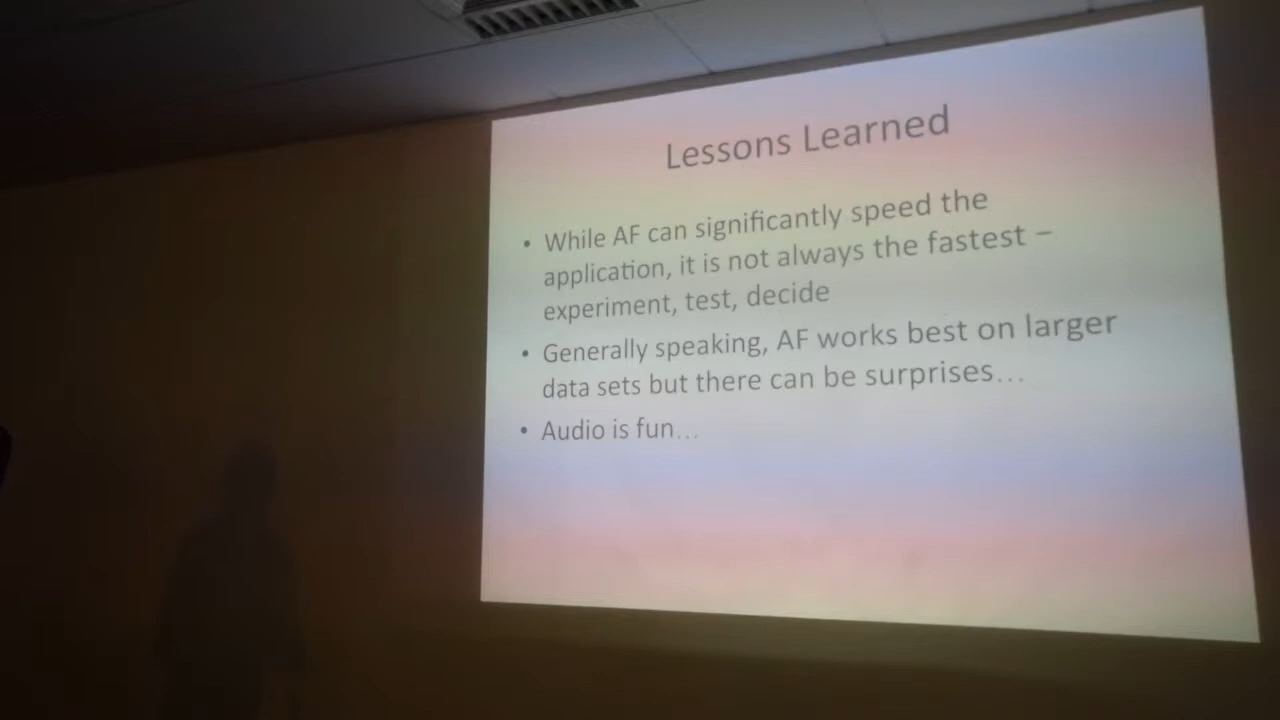 Lessons Learned
• While AF can significantly speed the
application, it is not always the fastest –
experiment, test, decide
• Generally speaking, AF works best on larger
data sets but there can be surprises…
• Audio is fun…